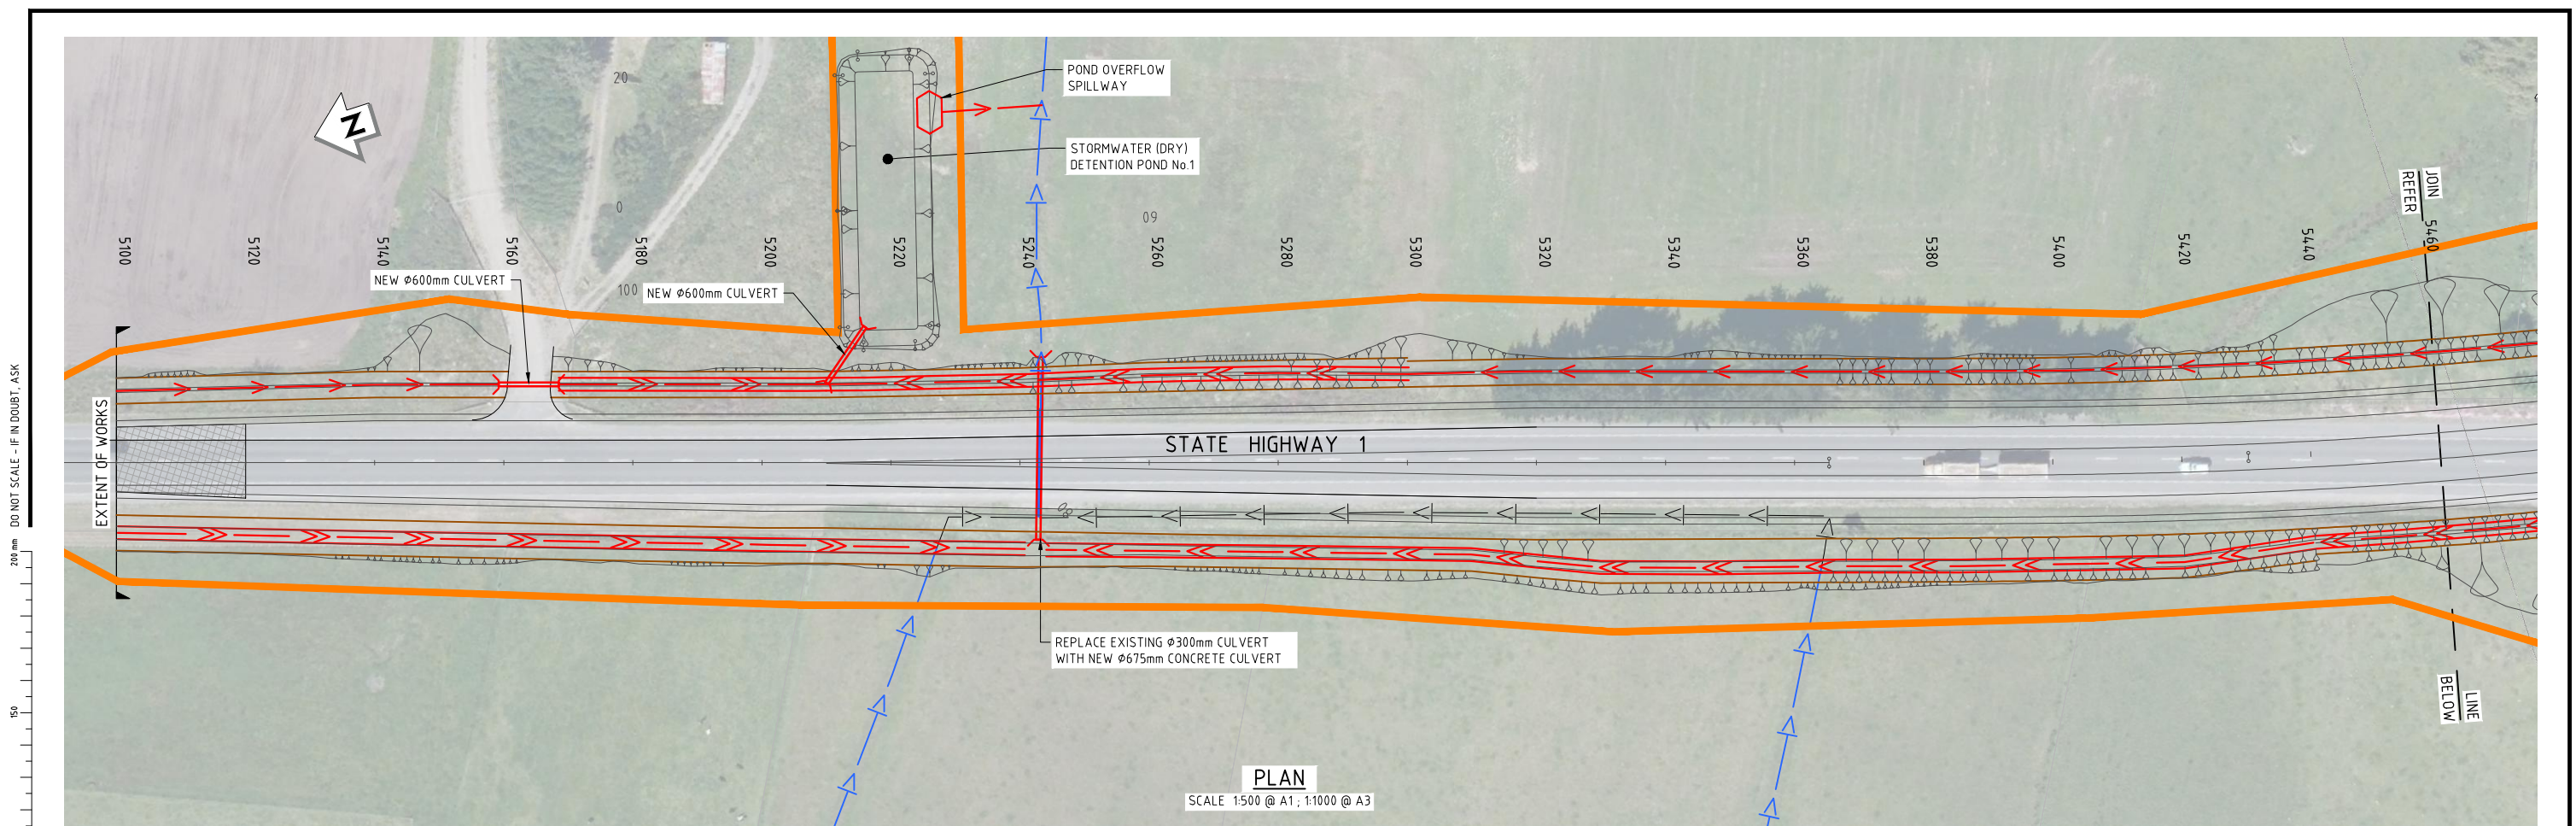 POND OVERFLOW
SPILLWAY
STORMWATER (DRY)
DETENTION POND No.1
N
20
0
100
09
JOIN
REFER
5100
5120
5140
5160
5180
5200
5220
5240
5260
5280
5300
5320
5340
5360
5380
5400
5420
5440
5460
NEW Ø600mm CULVERT
NEW Ø600mm CULVERT
EXTENT OF WORKS
STATE HIGHWAY 1
REPLACE EXISTING Ø300mm CULVERT
WITH NEW Ø675mm CONCRETE CULVERT
LINE
BELOW
PLAN
SCALE 1:500 @ A1 ; 1:1000 @ A3
DO NOT SCALE - IF IN DOUBT, ASK
200 mm
150